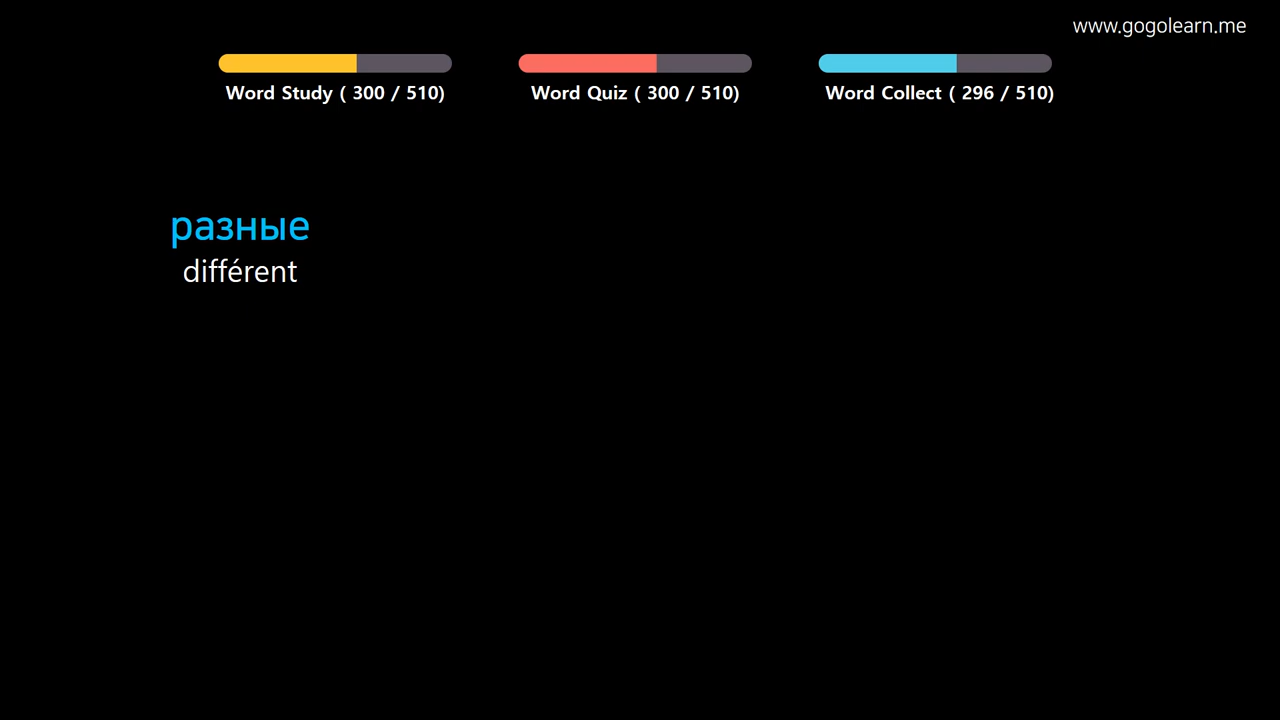 www.gogolearn.me
Word Study ( 300 / 510)
Word Quiz ( 300 / 510)
Word Collect ( 296 / 510)
разные
différent